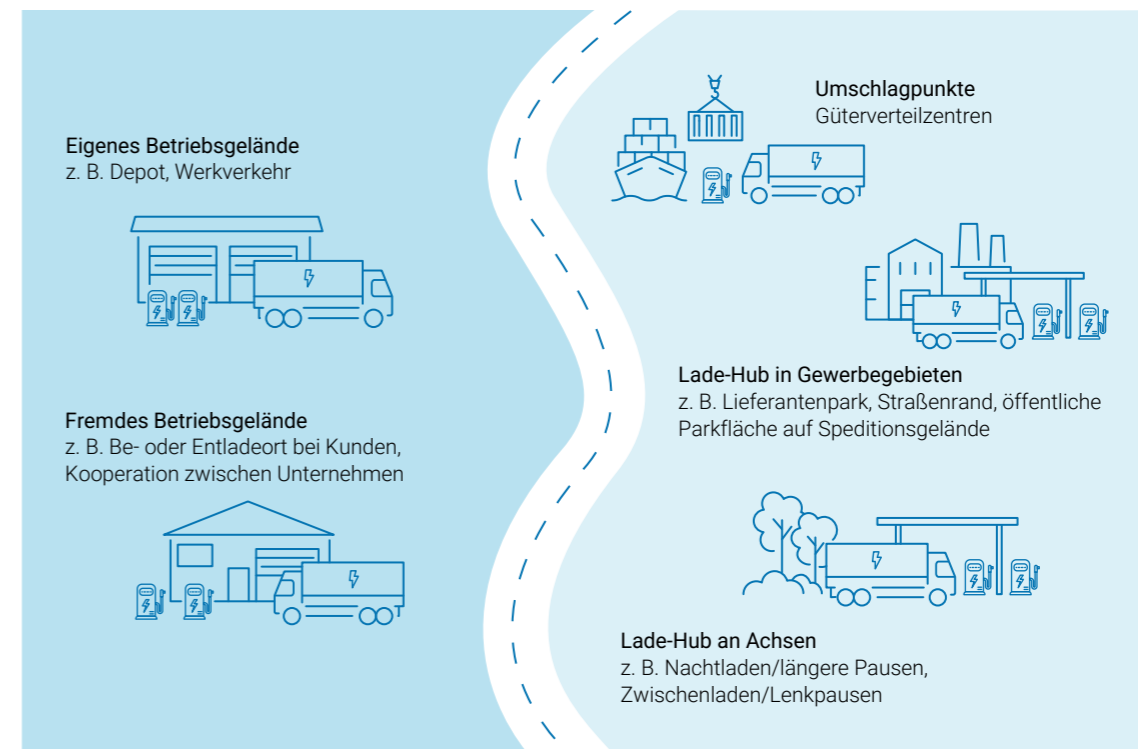 Eigenes Betriebsgelände
z. B. Depot, Werkverkehr
Fremdes Betriebsgelände
z. B. Be- oder Entladeort bei Kunden,
Kooperation zwischen Unternehmen
Umschlagpunkte
Güterverteilzentren
Lade-Hub in Gewerbegebieten
z. B. Lieferantenpark, Straßenrand, öffentliche
Parkfläche auf Speditionsgelände
Lade-Hub an Achsen
z. B. Nachtladen/längere Pausen,
Zwischenladen/Lenkpausen